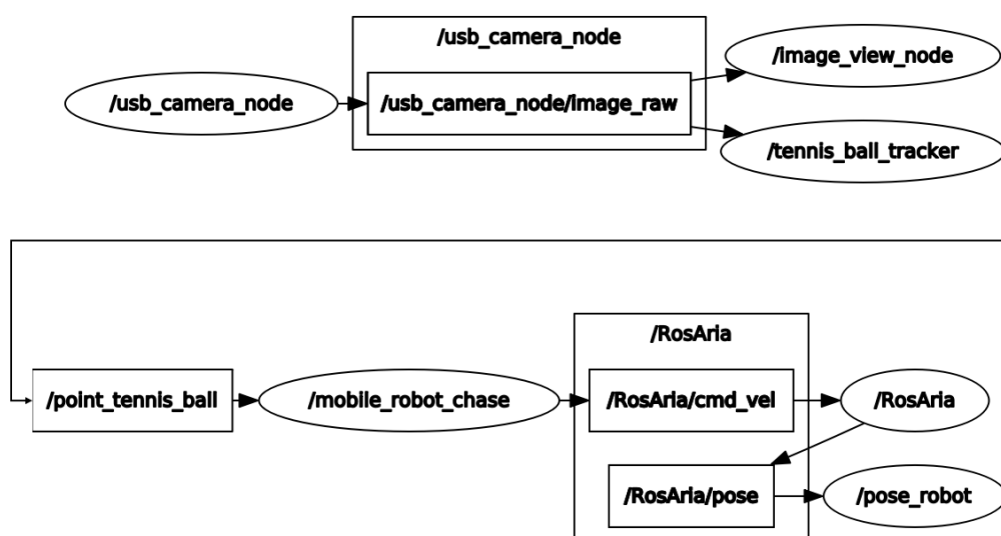 /usb_camera_node
/image_view_node
/usb_camera_node
/usb_camera_node/image_raw
/tennis_ball_tracker
/RosAria
/point_tennis_ball
/mobile_robot_chase
/RosAria/cmd_vel
/RosAria
/RosAria/pose
/pose_robot